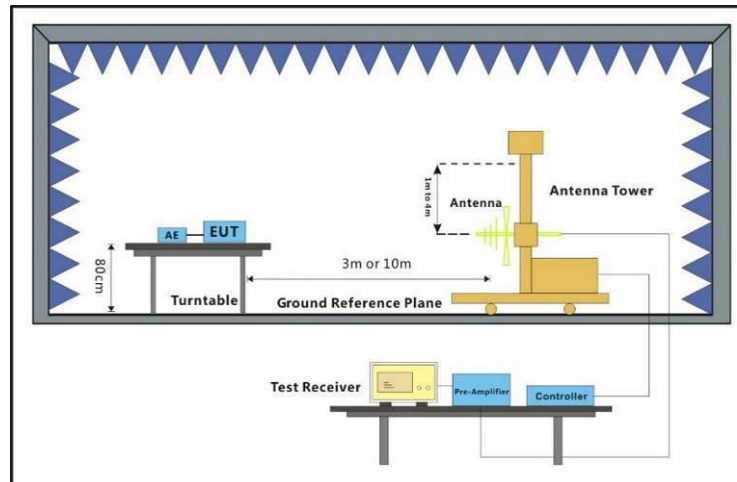 1m to 4m
Antenna
Antenna Tower
AE
EUT
80cm
3m or 10m
Turntable
Ground Reference Plane
Test Receiver
Pre-Amplifier
Controller